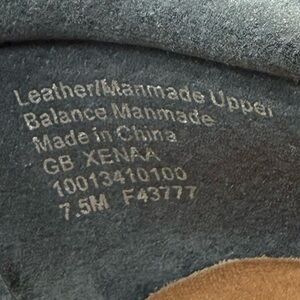 Leather/Manmade Upper
Balance Manmade
Made in China
GB XENAA
10013410100
7.5M F43777